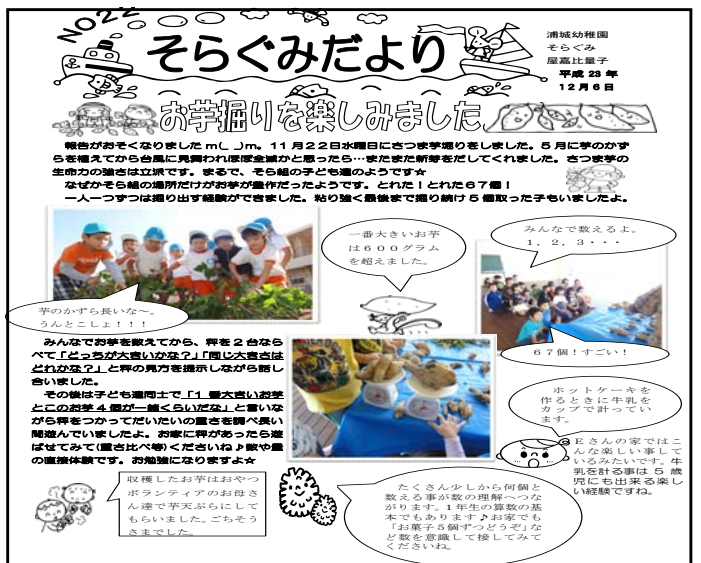 NO22
そらぐみだより
浦城幼稚園
そらぐみ
屋嘉比量子
平成 23 年
12月6日
お芋掘りを楽しみました
報告がおそくなりました m(_ _)m。11 月22日水曜日にさつま芋掘りをしました。5 月に芋のかず
らを植えてから台風に見舞われほぼ全滅かと思ったら…またまた新芽をだしてくれました。さつま芋の
生命力の強さは立派です。まるで、そら組の子ども達のようです☆
なぜかそら組の場所だけがお芋が豊作だったようです。とれた！とれた67個！
一人一つずつは掘り出す経験ができました。粘り強く最後まで掘り続け5個取った子もいましたよ。
一番大きいお芋
は600グラム
を超えました。
みんなで数えるよ。
1，2，3・・・
芋のかずら長いな～。
うんとこしょ！！！
67個！すごい！
みんなでお芋を数えてから、秤を2台なら
べて「どっちが大きいかな？」「同じ大きさは
どれかな？」と秤の見方を提示しながら話し
合いました。
その後は子ども達同士で「1 番大きいお芋
とこのお芋4個が一緒くらいだな」と言いな
がら秤をつかってだいたいの重さを調べ長い
間遊んでいましたよ。お家に秤があったら遊
ばせてみて(重さ比べ等)くださいね♪数や量
の直接体験です。お勉強になりますよ☆
ホットケーキを
作るときに牛乳を
カップで計ってい
ます。
Eさんの家ではこ
んな楽しい事して
いるみたいです。牛
乳を計る事は 5 歳
児にも出来る楽し
い経験ですね。
収穫したお芋はおやつ
ボランティアのお母さ
ん達で芋天ぷらにして
もらいました。ごちそう
さまでした。
たくさん少しから何個と
数える事が数の理解へつな
がります。1年生の算数の基
本でもあります♪お家でも
「お菓子5個ずつどうぞ」な
ど数を意識して接してみて
くださいね。